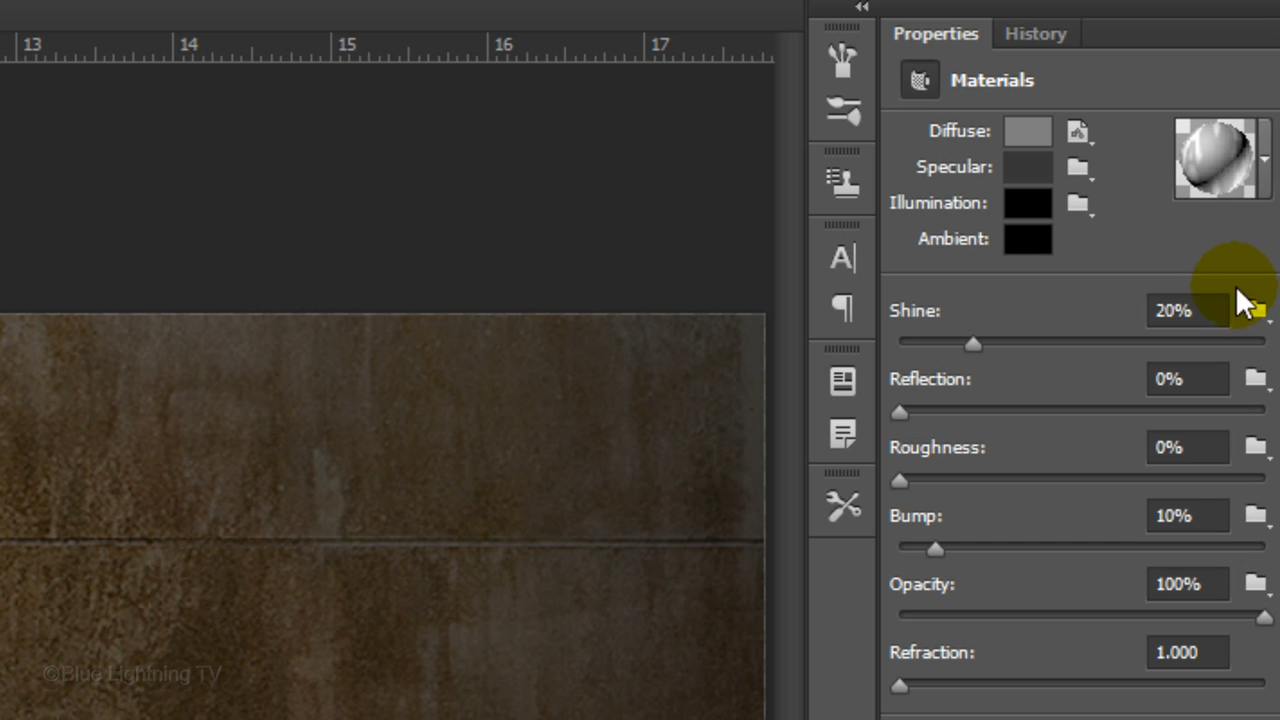 13 14 15 16 17
Properties History
Materials
Diffuse:
Specular:
Illumination:
Ambient:
Shine: 20%
Reflection: 0%
Roughness: 0%
Bump: 10%
Opacity: 100%
Refraction: 1.000
©Blue Lightning TV